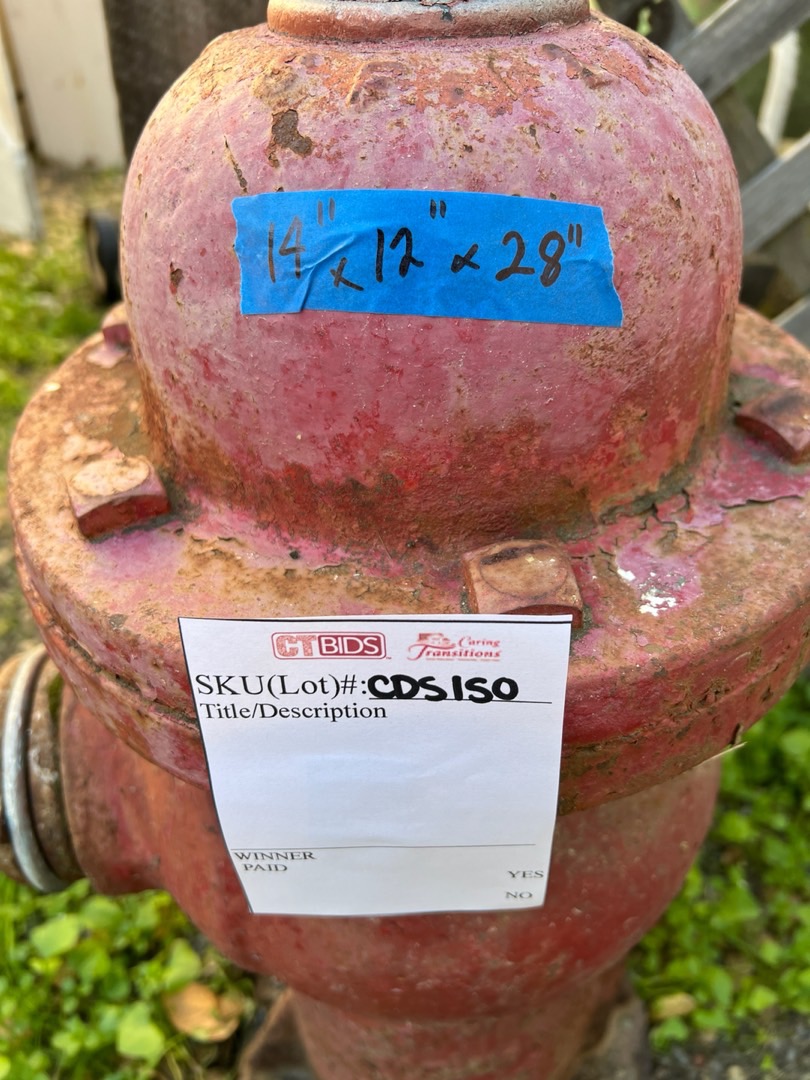 14" x 12" x 28"
CTBIDS
Caring
Transitions
SKU(Lot)#:CDS150
Title/Description
WINNER
PAID
YES
NO